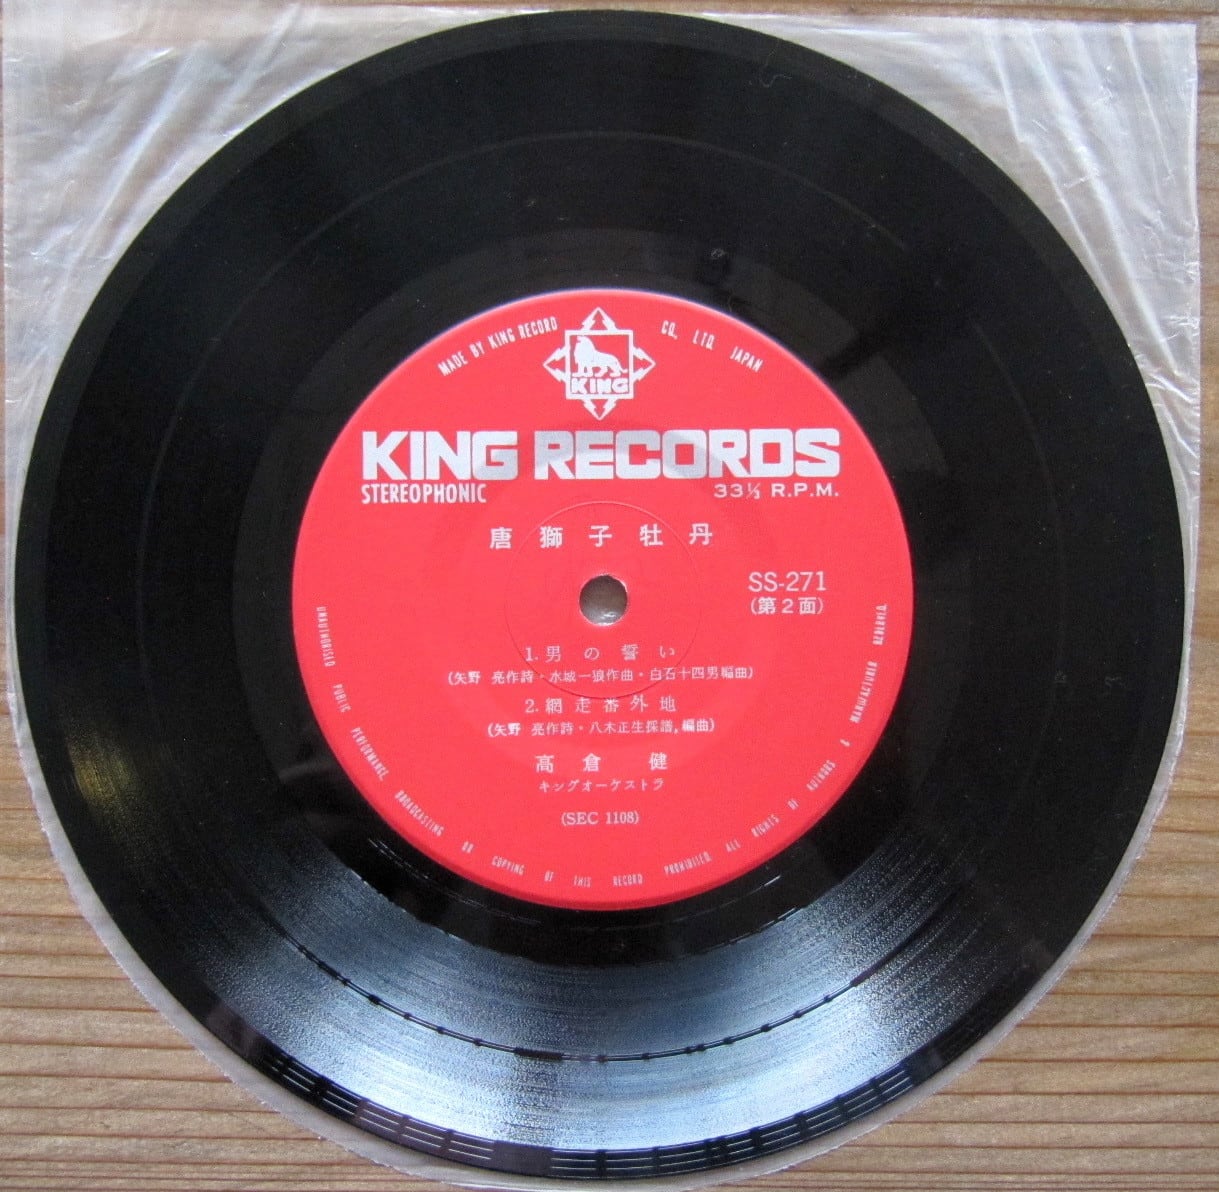 MADE BY KING RECORD CO., LTD. JAPAN
KING
KING RECORDS
STEREOPHONIC
33⅓ R.P.M.
唐獅子牡丹
SS-271
(第2面)
1. 男の誓い
(矢野 亮作詩・水城一狼作曲・白石十四男編曲)
2. 網走番外地
(矢野 亮作詩・八木正生採譜,編曲)
高倉 健
キングオーケストラ
(SEC 1108)
UNAUTHORISED PUBLIC PERFORMANCE BROADCASTING OR COPYING OF THIS RECORD PROHIBITED. ALL RIGHTS OF AUTHORS & MANUFACTURER RESERVED.